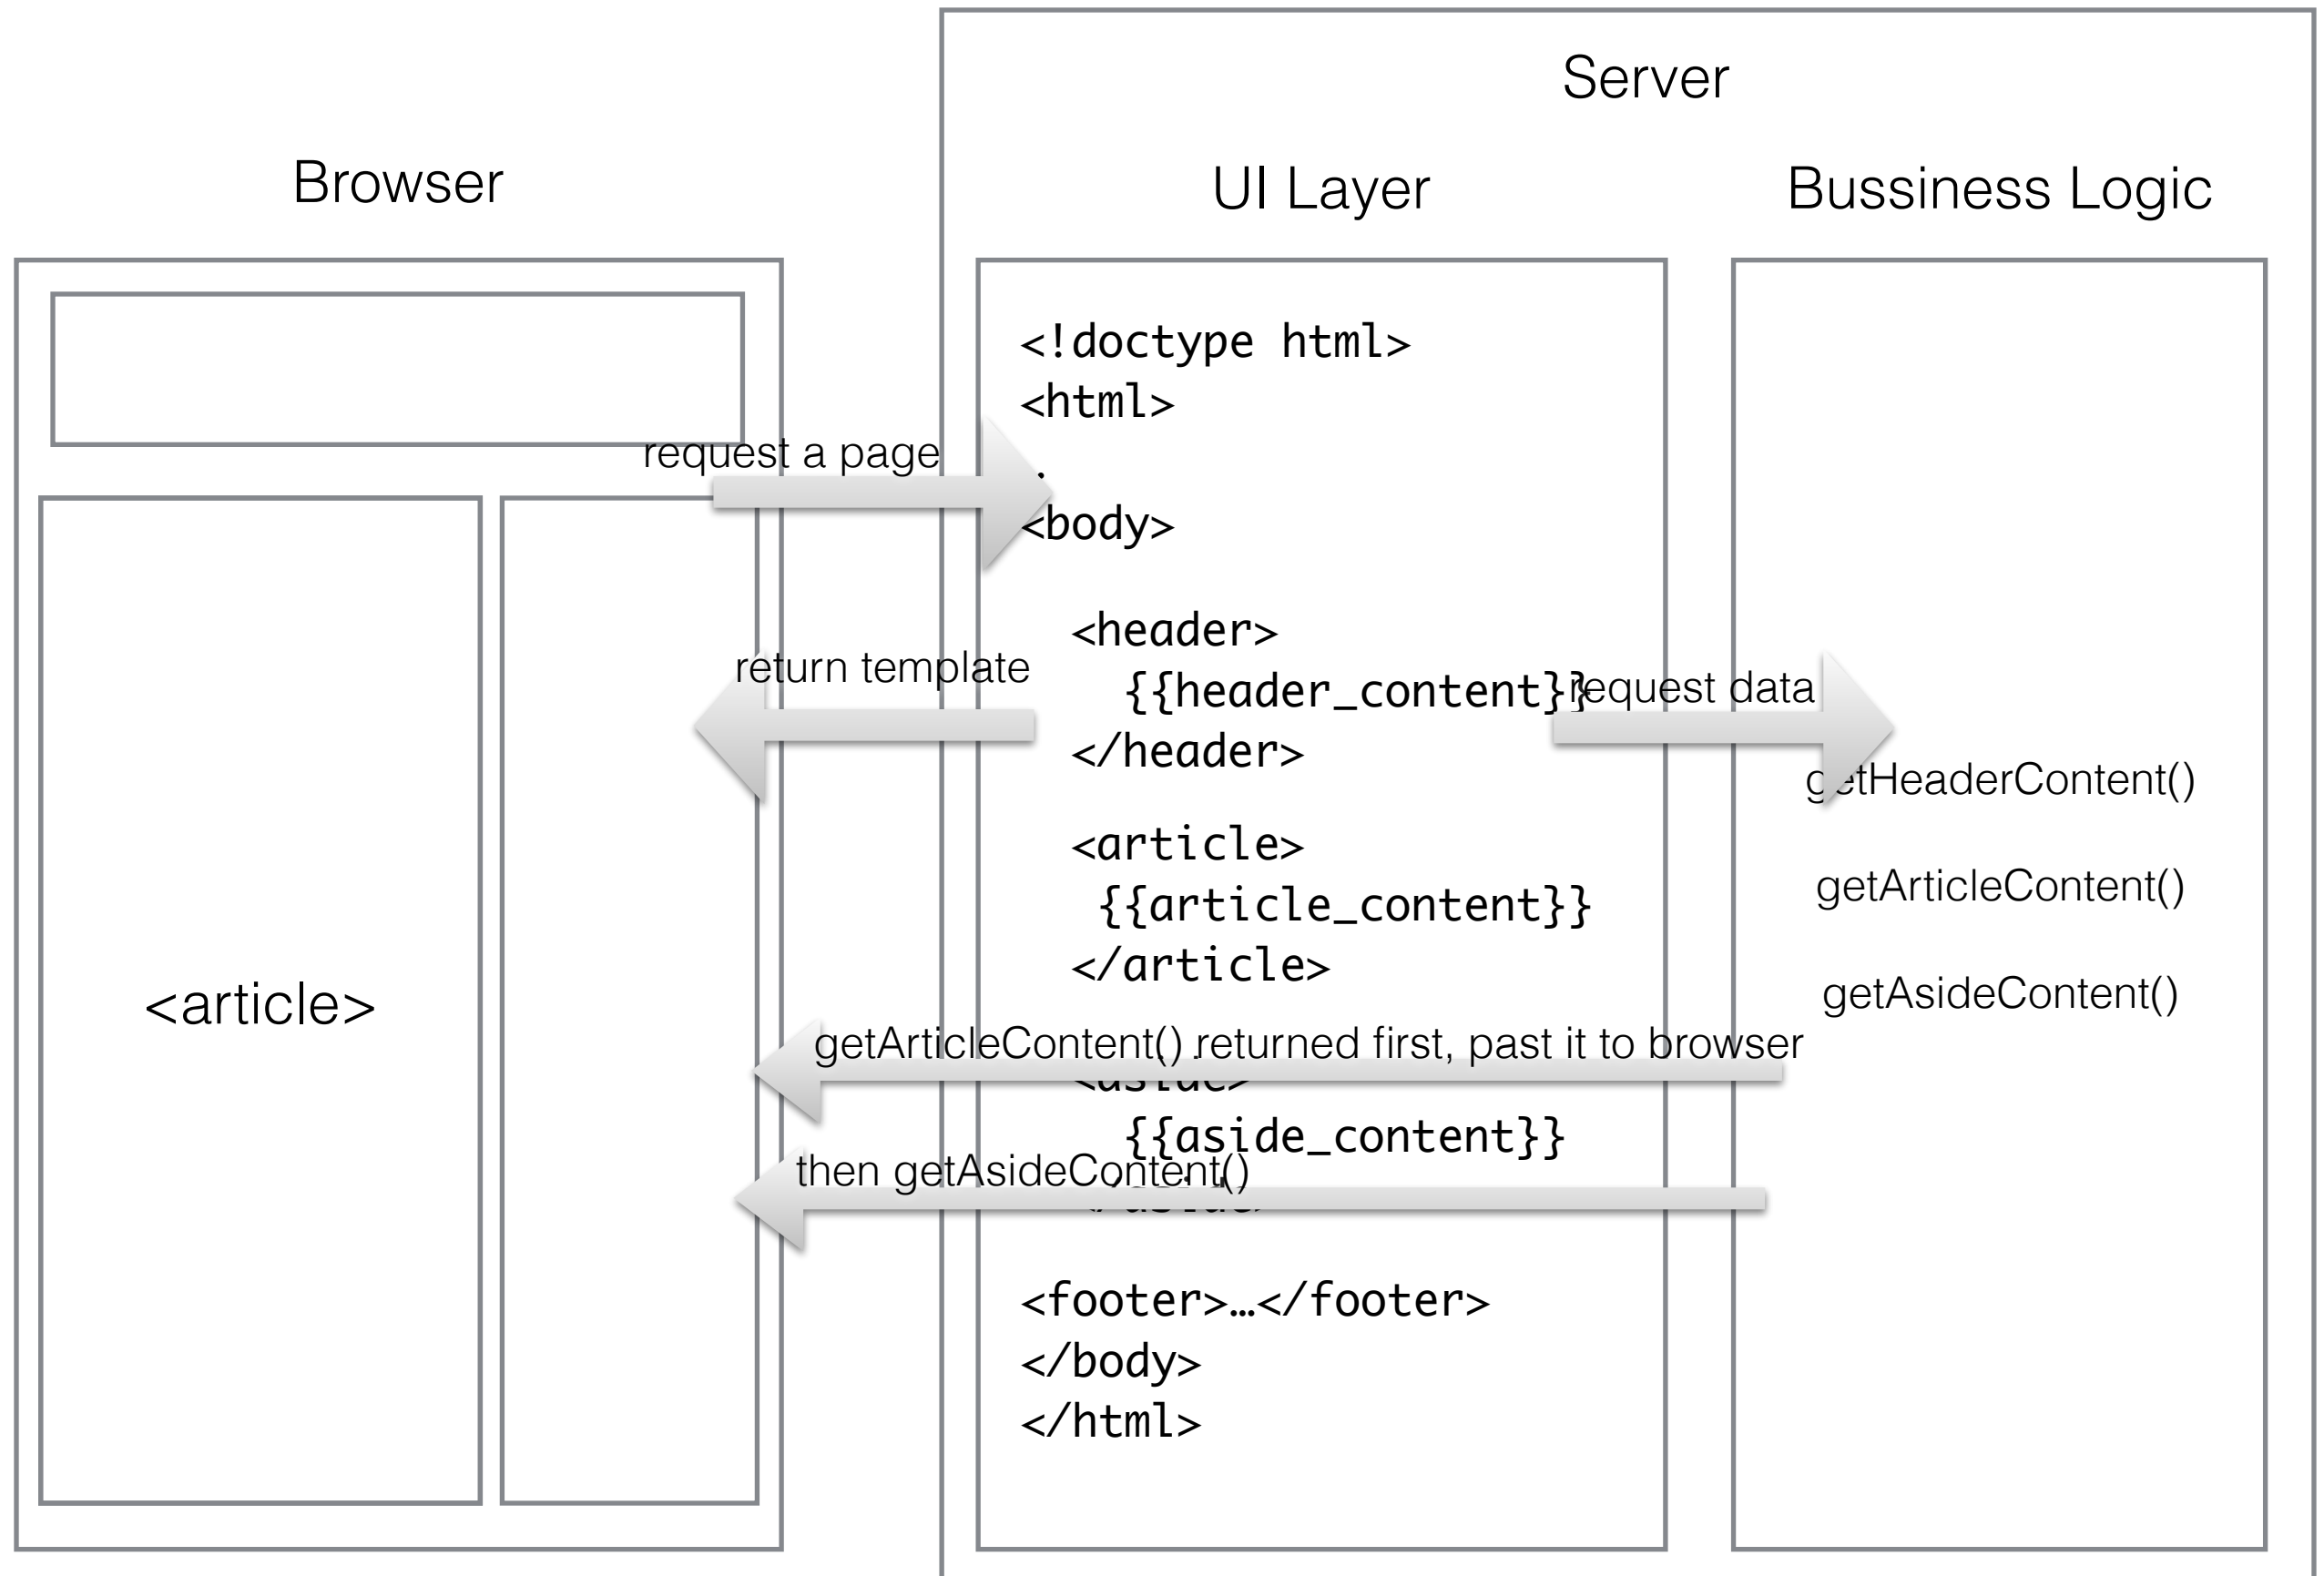 Server
Browser
UI Layer
Bussiness Logic
<!doctype html>
<html>
request a page
<body>
<header>
return template
{{header_content}}
request data
</header>
getHeaderContent()
<article>
getArticleContent()
{{article_content}}
</article>
getAsideContent()
<article>
getArticleContent() returned first, past it to browser
{{aside_content}}
then getAsideContent()
<footer>…</footer>
</body>
</html>